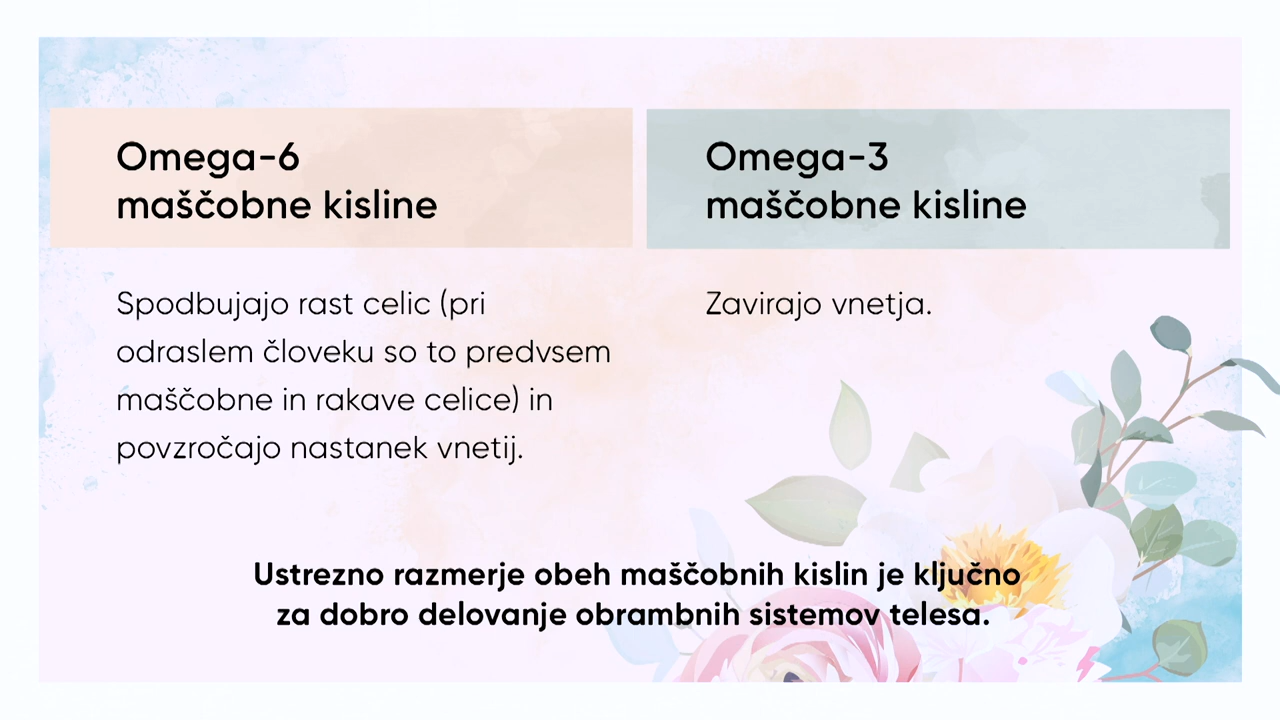 Omega-6
maščobne kisline
Spodbujajo rast celic (pri
odraslem človeku so to predvsem
maščobne in rakave celice) in
povzročajo nastanek vnetij.
Omega-3
maščobne kisline
Zavirajo vnetja.
Ustrezno razmerje obeh maščobnih kislin je ključno
za dobro delovanje obrambnih sistemov telesa.